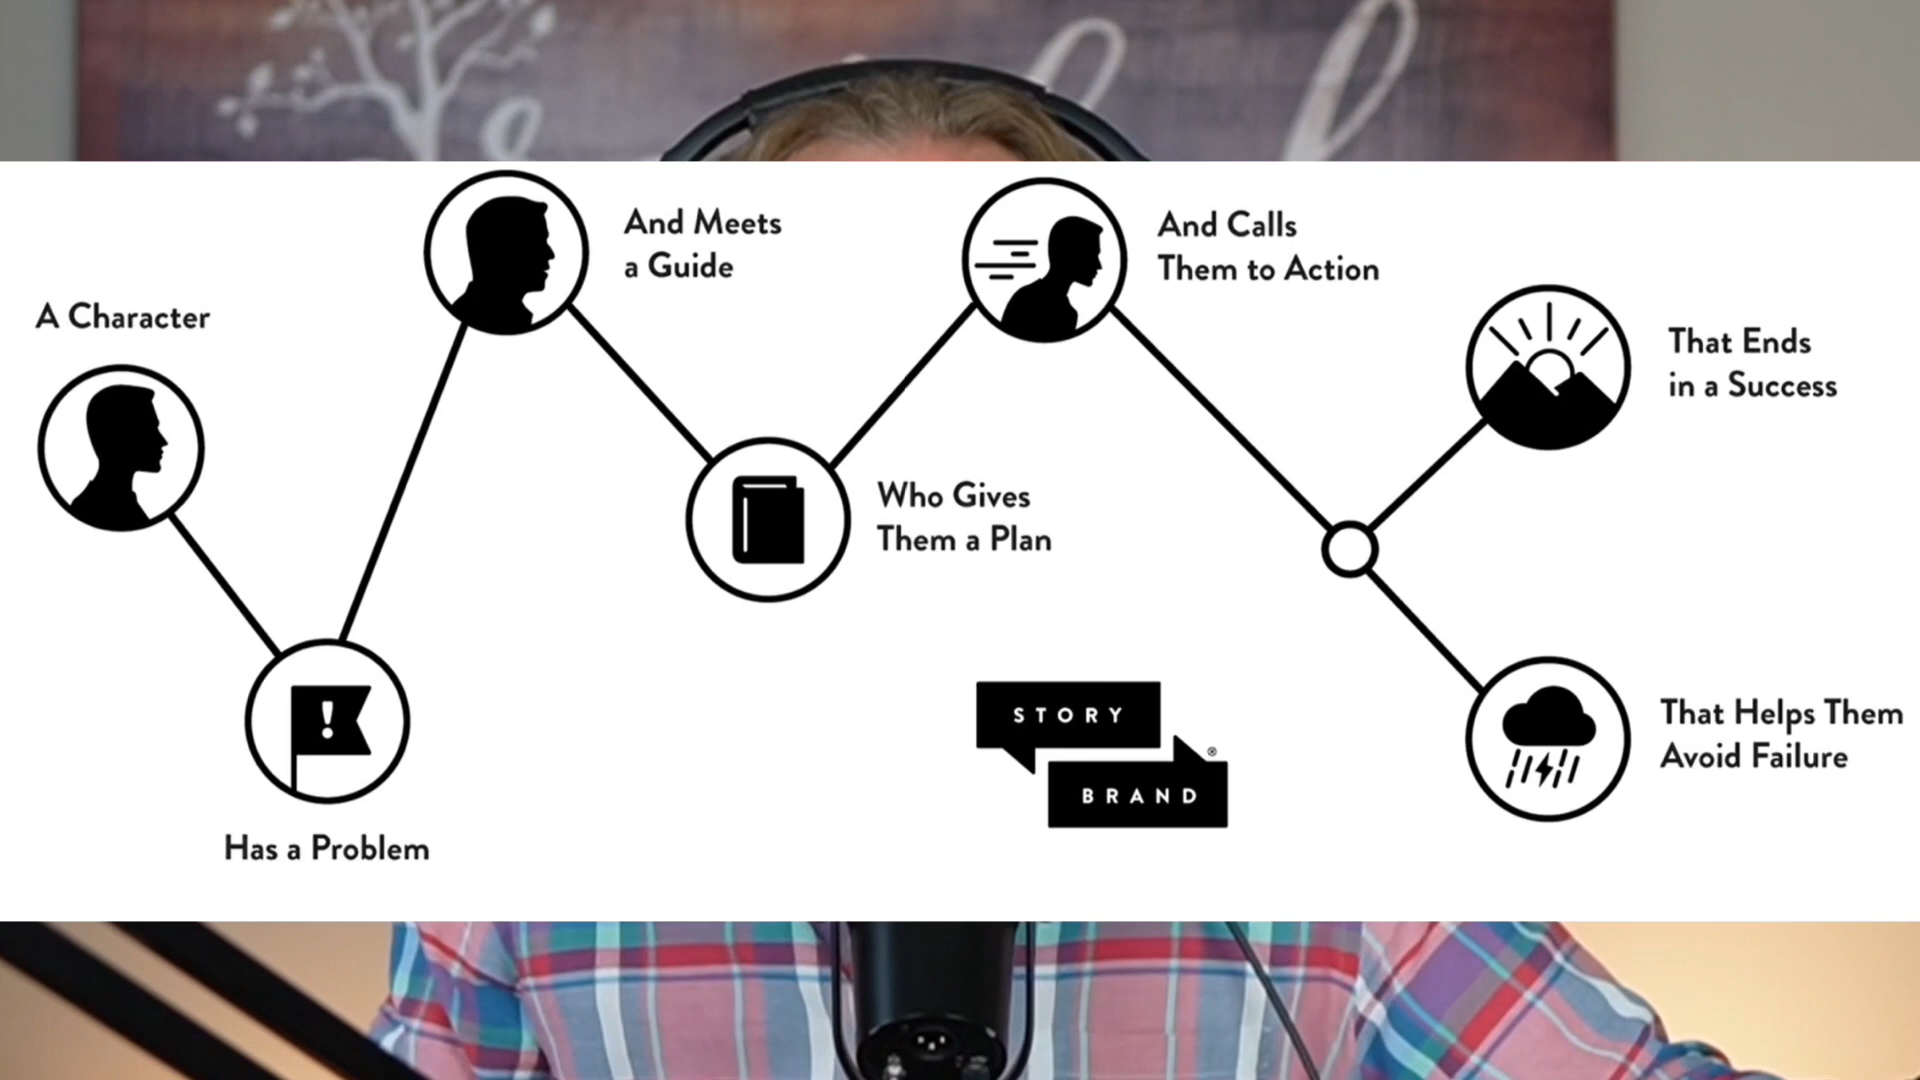 A Character
Has a Problem
And Meets
a Guide
Who Gives
Them a Plan
And Calls
Them to Action
That Ends
in a Success
That Helps Them
Avoid Failure
!
STORY
BRAND
®